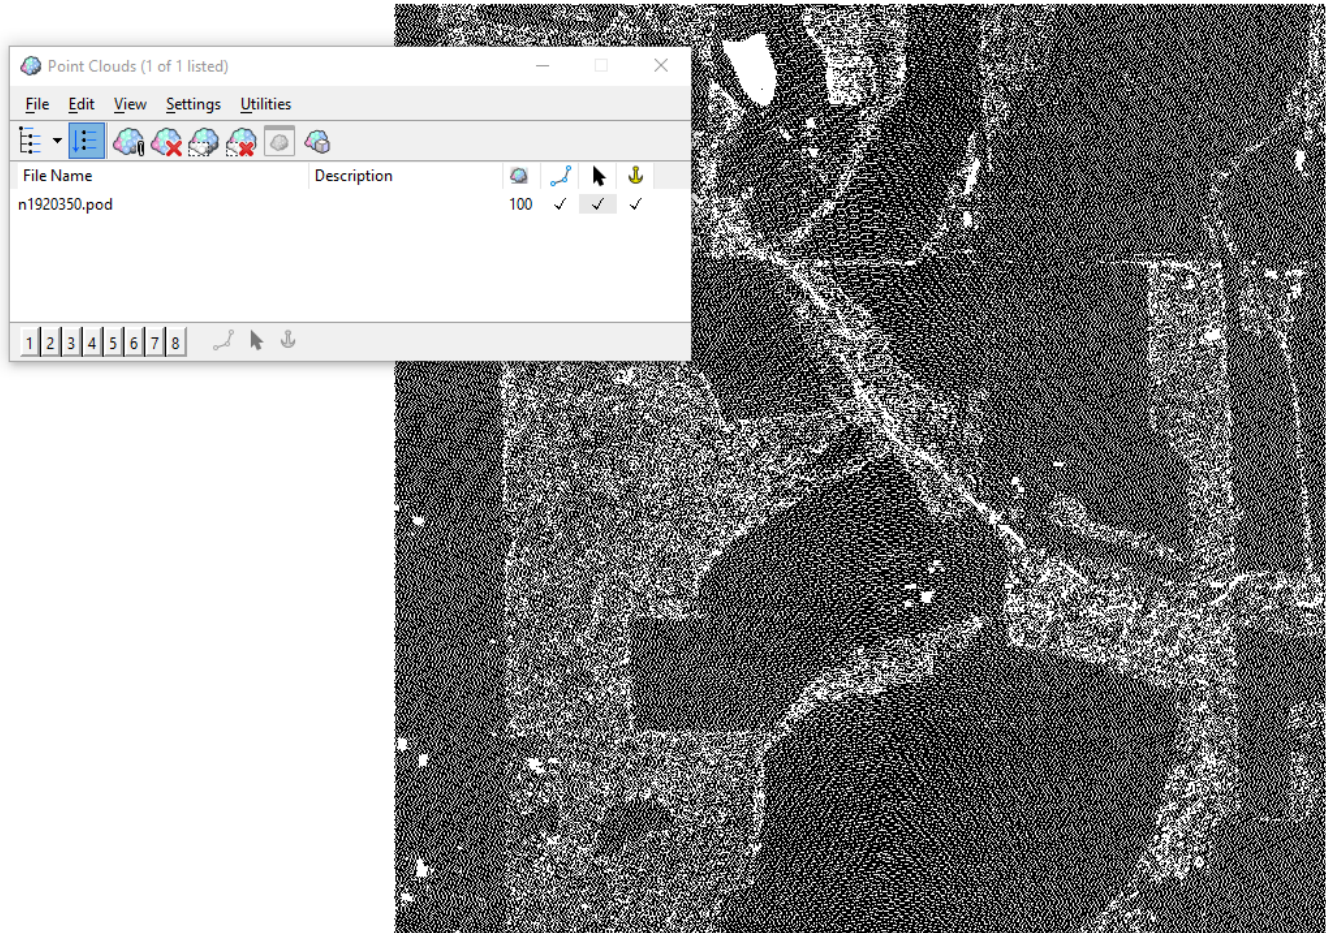 Point Clouds (1 of 1 listed)
File Edit View Settings Utilities
File Name Description
n1920350.pod 100
1 2 3 4 5 6 7 8